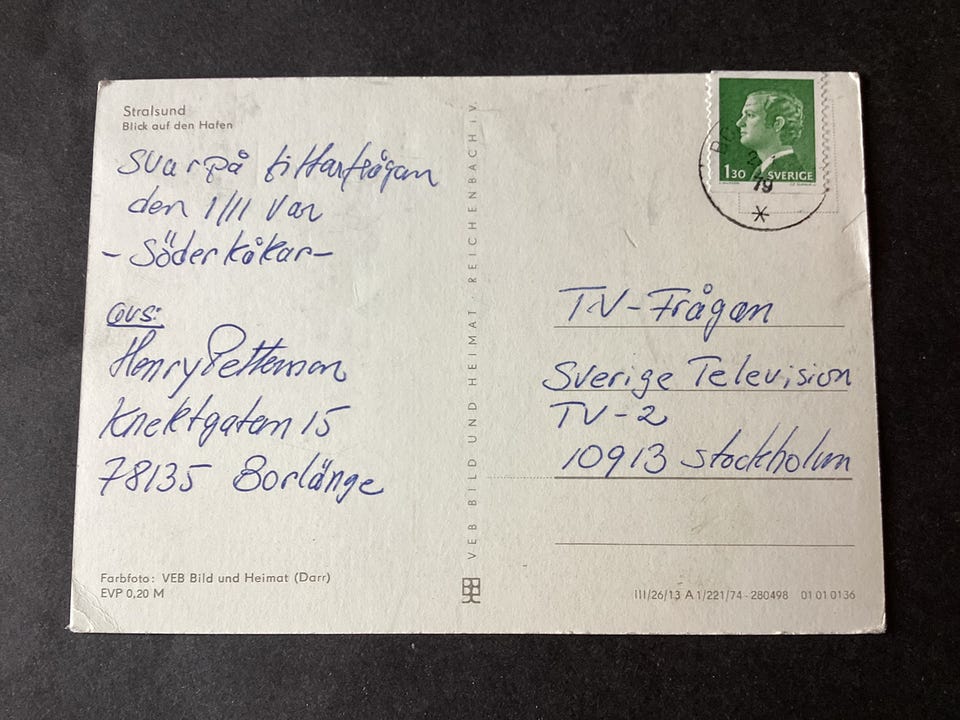 Stralsund
Blick auf den Hafen
Svar på tittarfrågan
den 1/11 var
- Söderkåkar -
avs:
Henry Petterson
Knektgatan 15
78135 Borlänge
Farbfoto: VEB Bild und Heimat (Darr)
EVP 0,20 M
VEB BILD UND HEIMAT · REICHENBACH i.V.
1 30 SVERIGE
79
TV-Frågan
Sverige Television
TV-2
10913 Stockholm
III/26/13 A 1/221/74 - 280498 01 01 0136